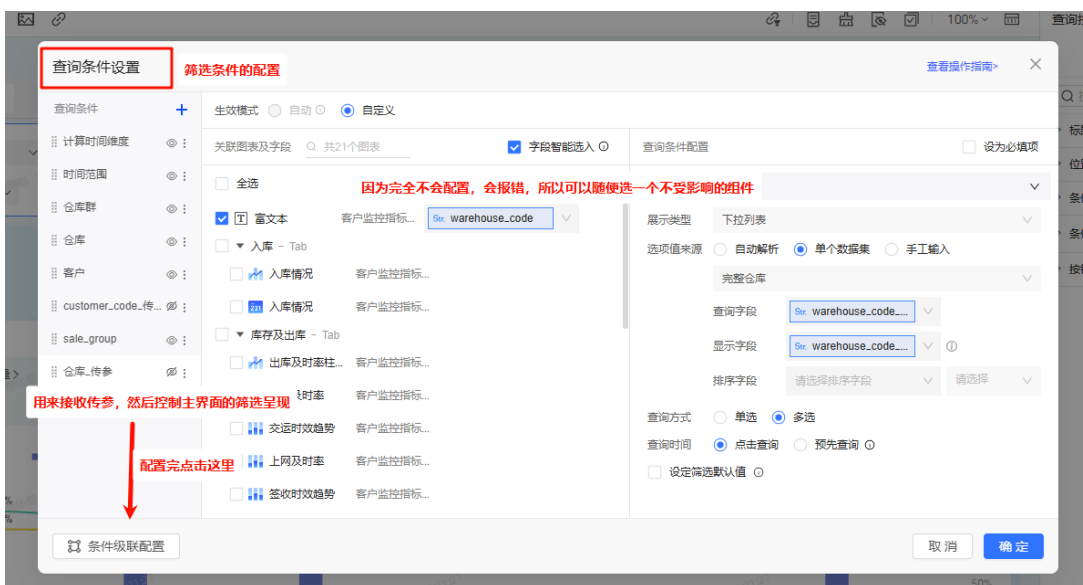 100%
查询
查询条件设置
筛选条件的配置
查看操作指南>
查询条件
生效模式 自动 自定义
计算时间维度
关联图表及字段 共21个图表 字段智能选入 查询条件配置 设为必填项
时间范围
全选
因为完全不会配置，会报错，所以可以随便选一个不受影响的组件
仓库群
T 富文本 客户监控指标... Str. warehouse_code
展示类型 下拉列表
仓库
入库 - Tab
选项值来源 自动解析 单个数据集 手工输入
客户
入库情况 客户监控指标...
完整仓库
customer_code_传...
231 入库情况 客户监控指标...
查询字段 Str. warehouse_code_...
sale_group
库存及出库 - Tab
显示字段 Str. warehouse_code_...
仓库_传参
出库及时率柱... 客户监控指标...
排序字段 请选择排序字段 请选择
用来接收传参，然后控制主界面的筛选呈现
及时率 客户监控指标...
查询方式 单选 多选
交运时效趋势 客户监控指标...
查询时间 点击查询 预先查询
配置完点击这里
上网及时率 客户监控指标...
设定筛选默认值
签收时效趋势 客户监控指标...
条件级联配置
取消 确定
50%